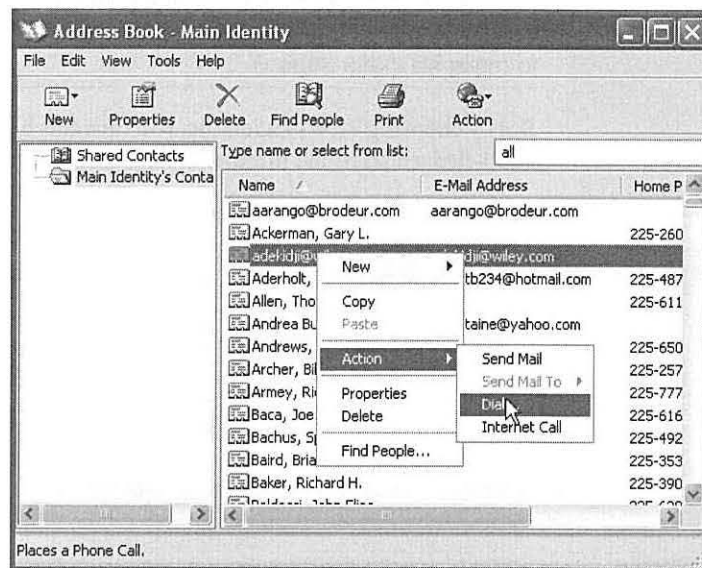 Address Book - Main Identity
File Edit View Tools Help
New Properties Delete Find People Print Action
Shared Contacts
Main Identity's Conta
Type name or select from list: all
Name E-Mail Address Home P
aarango@brodeur.com aarango@brodeur.com
Ackerman, Gary L. 225-260
@wiley.com
Aderholt, tb234@hotmail.com 225-487
Allen, Tho 225-611
Andrea Bu taine@yahoo.com
Andrews, 225-650
Archer, Bil 225-257
Armey, Ri 225-777
Baca, Joe 225-616
Bachus, Sp 225-492
Baird, Bria 225-353
Baker, Richard H. 225-390
New
Copy
Paste
Action
Properties
Delete
Find People...
Send Mail
Send Mail To
Dial
Internet Call
Places a Phone Call.